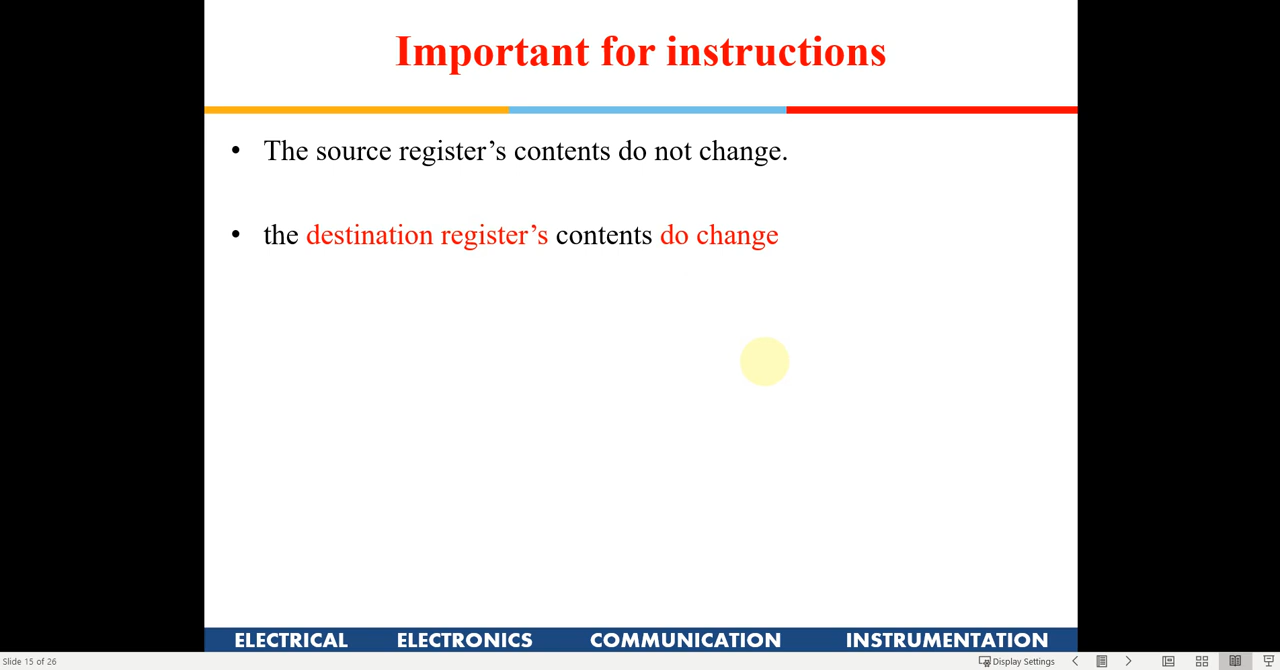 Important for instructions
• The source register’s contents do not change.
• the destination register’s contents do change
ELECTRICAL ELECTRONICS COMMUNICATION INSTRUMENTATION
Slide 15 of 26 Display Settings